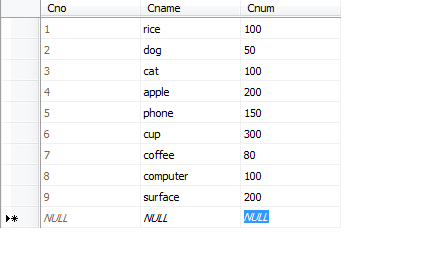 Cno Cname Cnum
1 rice 100
2 dog 50
3 cat 100
4 apple 200
5 phone 150
6 cup 300
7 coffee 80
8 computer 100
9 surface 200
NULL NULL NULL